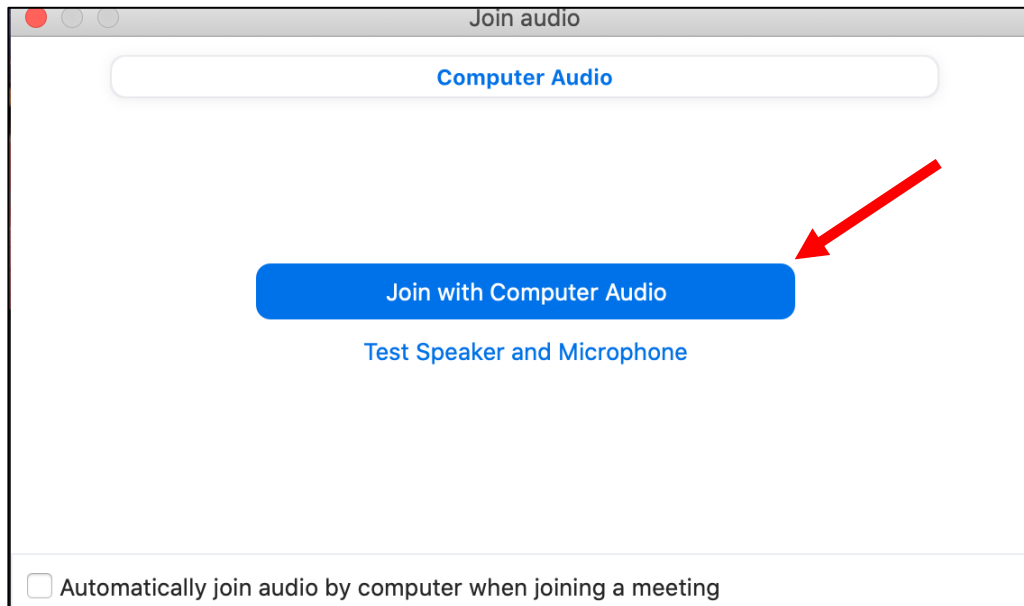 Join audio
Computer Audio
Join with Computer Audio
Test Speaker and Microphone
Automatically join audio by computer when joining a meeting